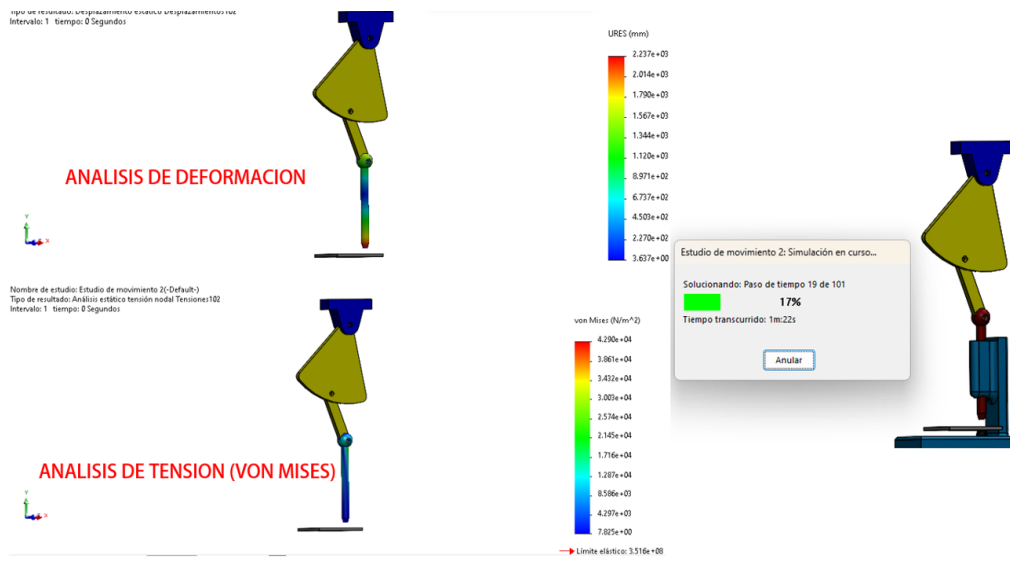 Tipo de resultado: Desplazamiento estático Desplazamientos102
Intervalo: 1 tiempo: 0 Segundos
ANALISIS DE DEFORMACION
URES (mm)
2.237e+03
2.014e+03
1.790e+03
1.567e+03
1.344e+03
1.120e+03
8.971e+02
6.737e+02
4.503e+02
2.270e+02
3.637e+00
Y
X
Nombre de estudio: Estudio de movimiento 2(-Default-)
Tipo de resultado: Análisis estático tensión nodal Tensiones102
Intervalo: 1 tiempo: 0 Segundos
ANALISIS DE TENSION (VON MISES)
von Mises (N/m^2)
4.290e+04
3.861e+04
3.432e+04
3.003e+04
2.574e+04
2.145e+04
1.716e+04
1.287e+04
8.586e+03
4.297e+03
7.825e+00
Límite elástico: 3.516e+08
Y
X
Estudio de movimiento 2: Simulación en curso...
Solucionando: Paso de tiempo 19 de 101
17%
Tiempo transcurrido: 1m:22s
Anular